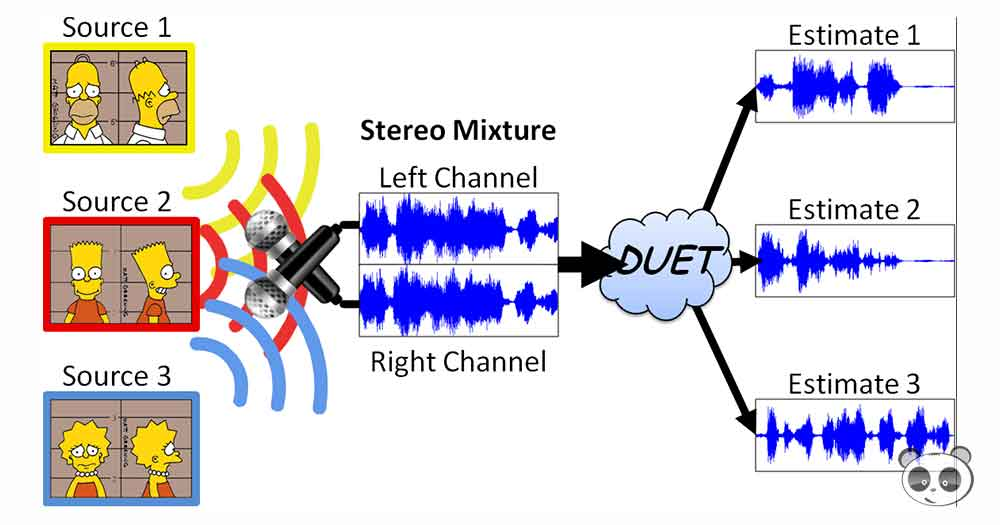 Source 1
Source 2
Source 3
Stereo Mixture
Left Channel
Right Channel
DUET
Estimate 1
Estimate 2
Estimate 3